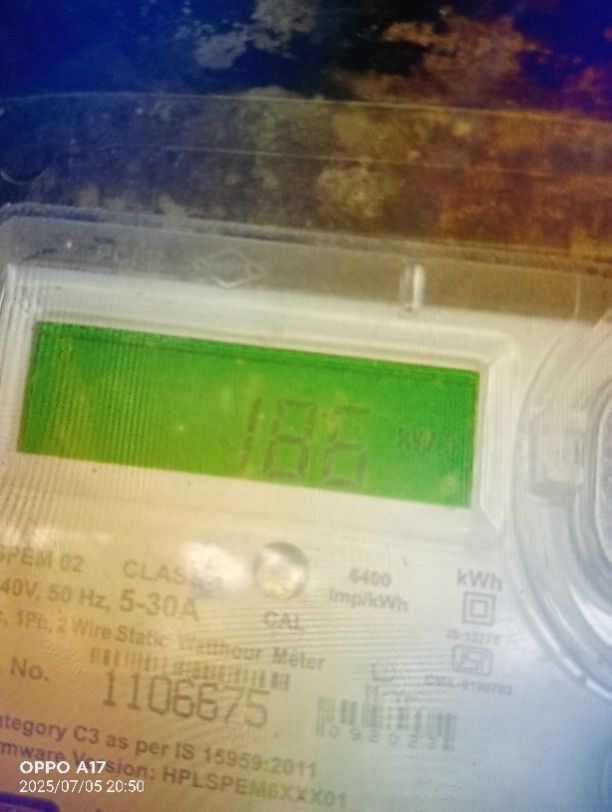 186 kWh
SPEM 02 CLASS
40V, 50 Hz, 5-30A
CAL
6400
imp/kWh
kWh
1Ph, 2 Wire Static Watthour Meter
No.
1106675
ategory C3 as per IS 15959:2011
rmware Version: HPLSPEM6XXX01
OPPO A17
2025/07/05 20:50